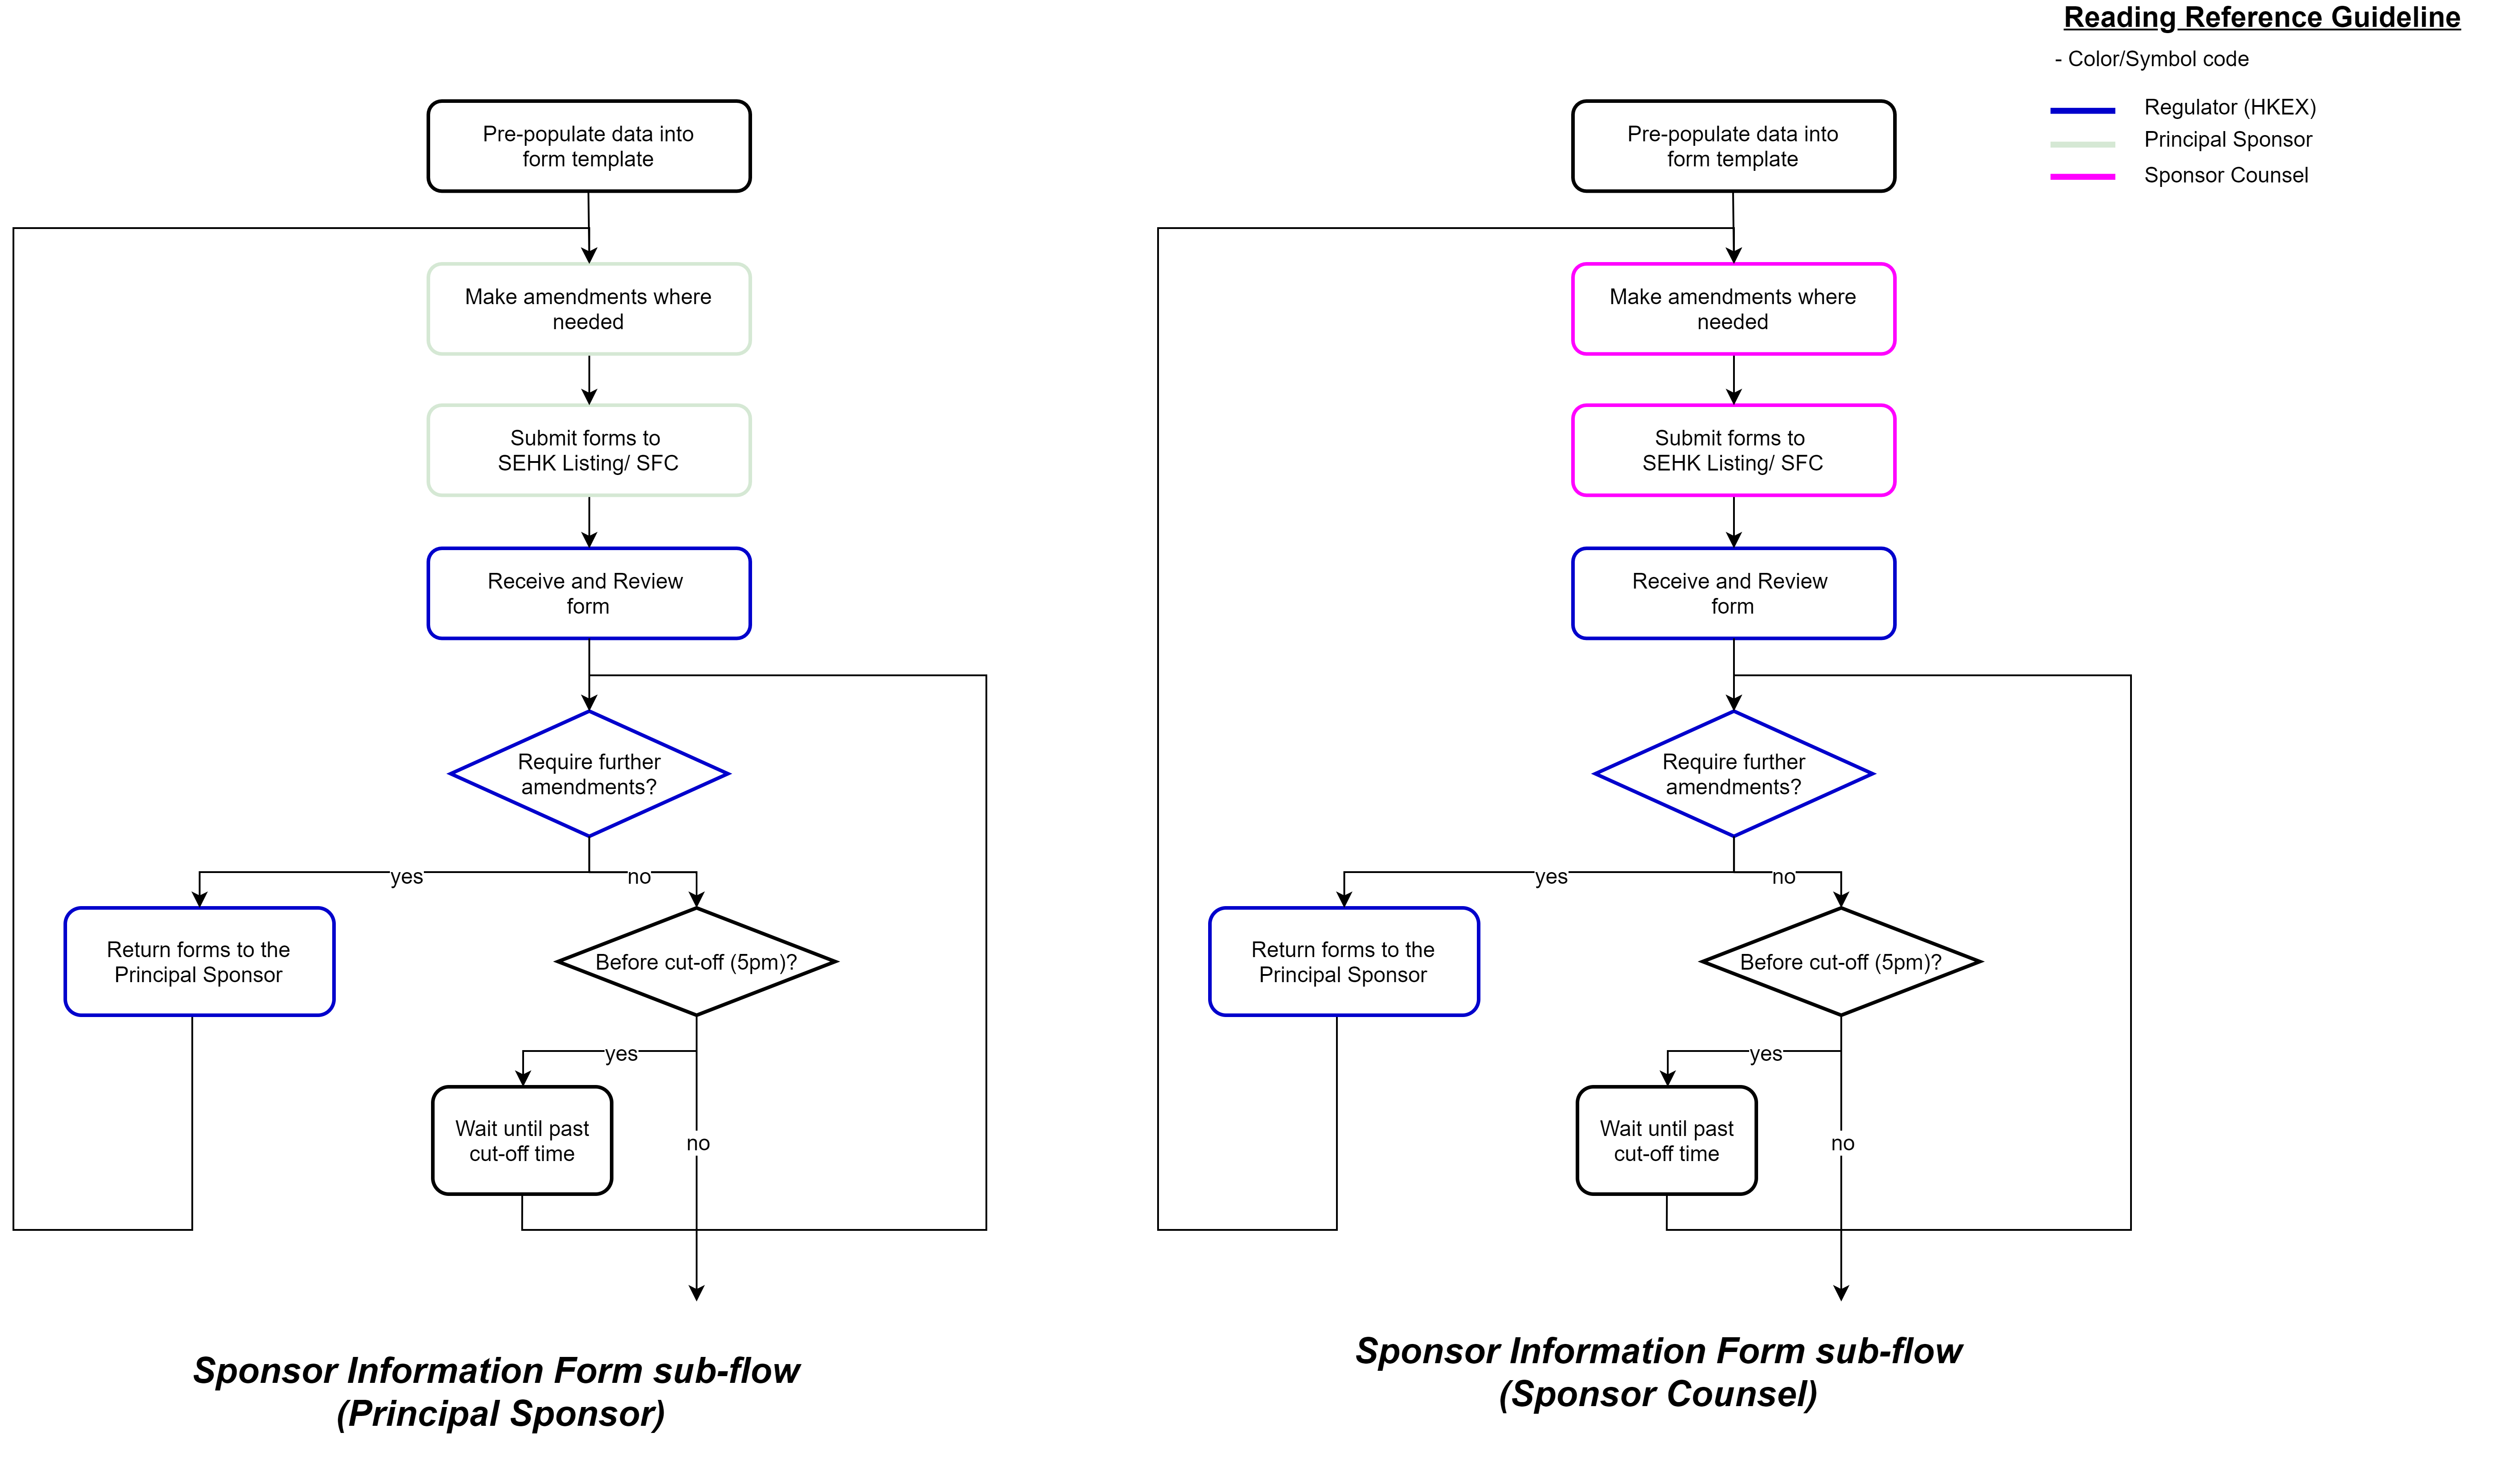 Reading Reference Guideline
- Color/Symbol code
Regulator (HKEX)
Principal Sponsor
Sponsor Counsel
Pre-populate data into
form template
Make amendments where
needed
Submit forms to
SEHK Listing/ SFC
Receive and Review
form
Require further
amendments?
yes
no
Return forms to the
Principal Sponsor
Before cut-off (5pm)?
yes
Wait until past
cut-off time
no
Sponsor Information Form sub-flow
(Principal Sponsor)
Pre-populate data into
form template
Make amendments where
needed
Submit forms to
SEHK Listing/ SFC
Receive and Review
form
Require further
amendments?
yes
no
Return forms to the
Principal Sponsor
Before cut-off (5pm)?
yes
Wait until past
cut-off time
no
Sponsor Information Form sub-flow
(Sponsor Counsel)